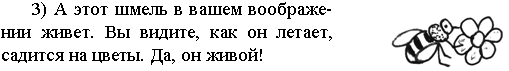 3) А этот шмель в вашем воображе-
нии живет. Вы видите, как он летает,
садится на цветы. Да, он живой!